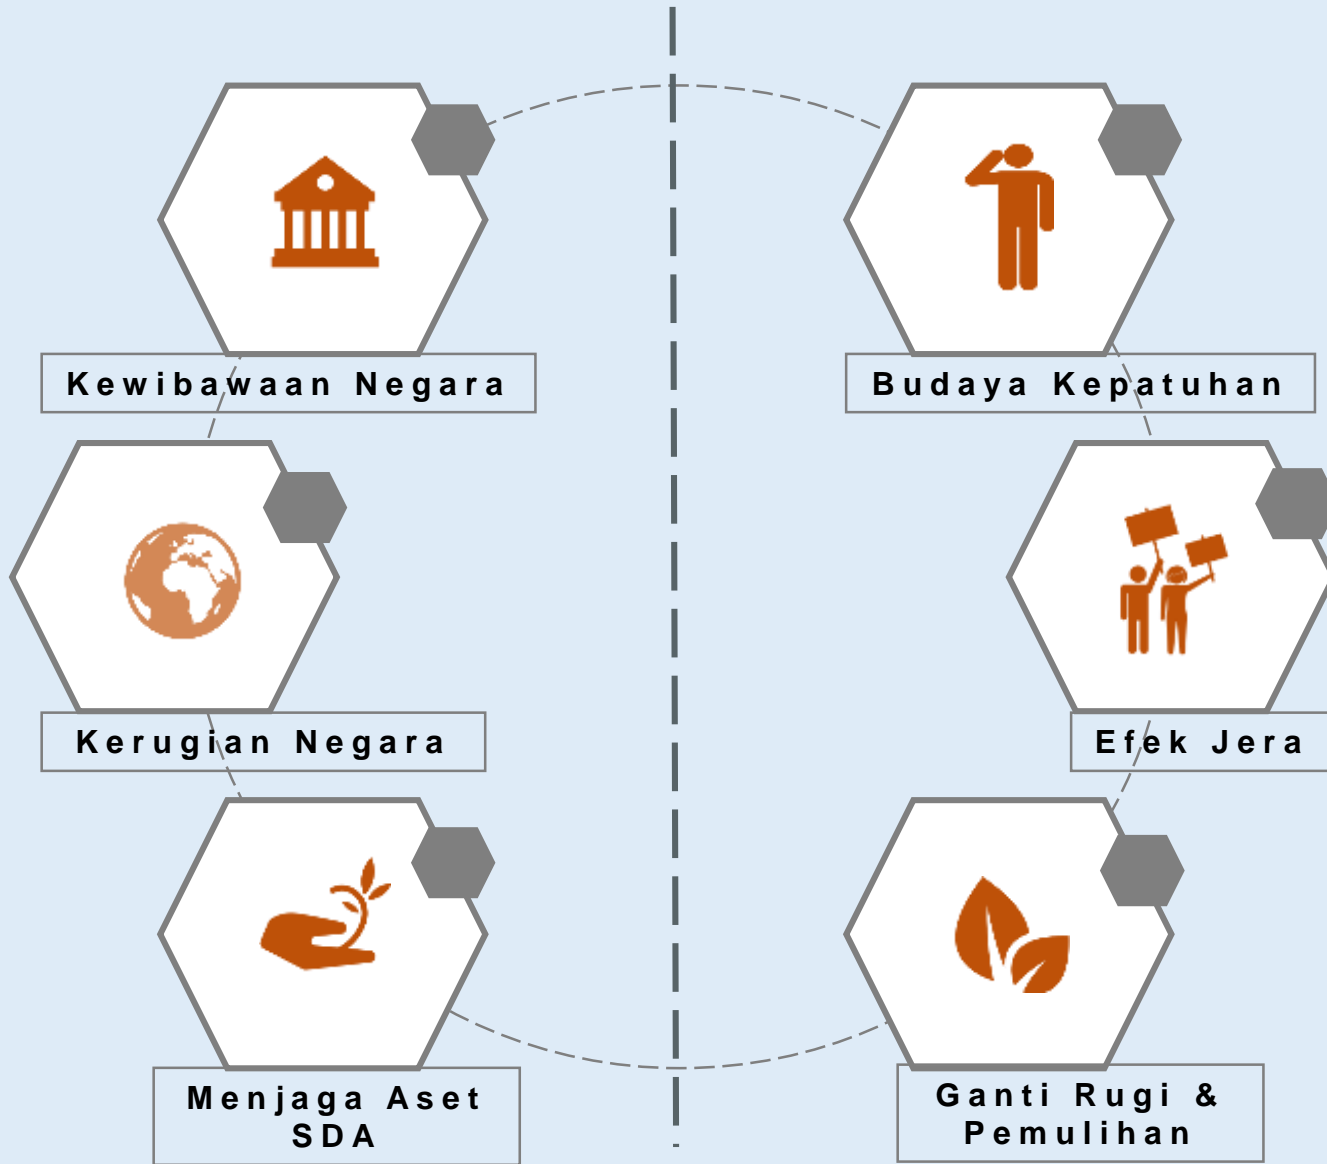 Kewibawaan Negara
Budaya Kepatuhan
Kerugian Negara
Efek Jera
Menjaga Aset
SDA
Ganti Rugi &
Pemulihan